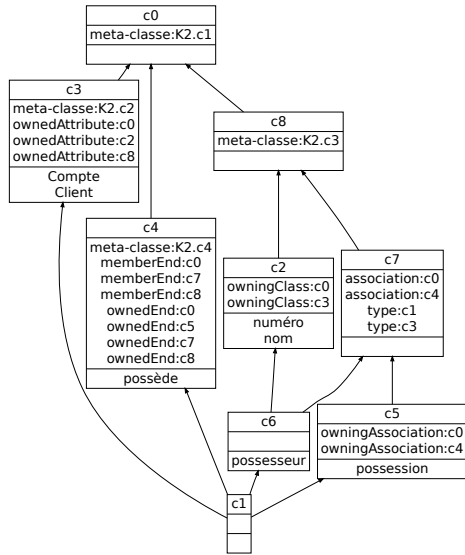 c0
meta-classe:K2.c1
c3
meta-classe:K2.c2
ownedAttribute:c0
ownedAttribute:c2
ownedAttribute:c8
Compte
Client
c8
meta-classe:K2.c3
c4
meta-classe:K2.c4
memberEnd:c0
memberEnd:c7
memberEnd:c8
ownedEnd:c0
ownedEnd:c5
ownedEnd:c7
ownedEnd:c8
possède
c2
owningClass:c0
owningClass:c3
numéro
nom
c7
association:c0
association:c4
type:c1
type:c3
c6
possesseur
c5
owningAssociation:c0
owningAssociation:c4
possession
c1